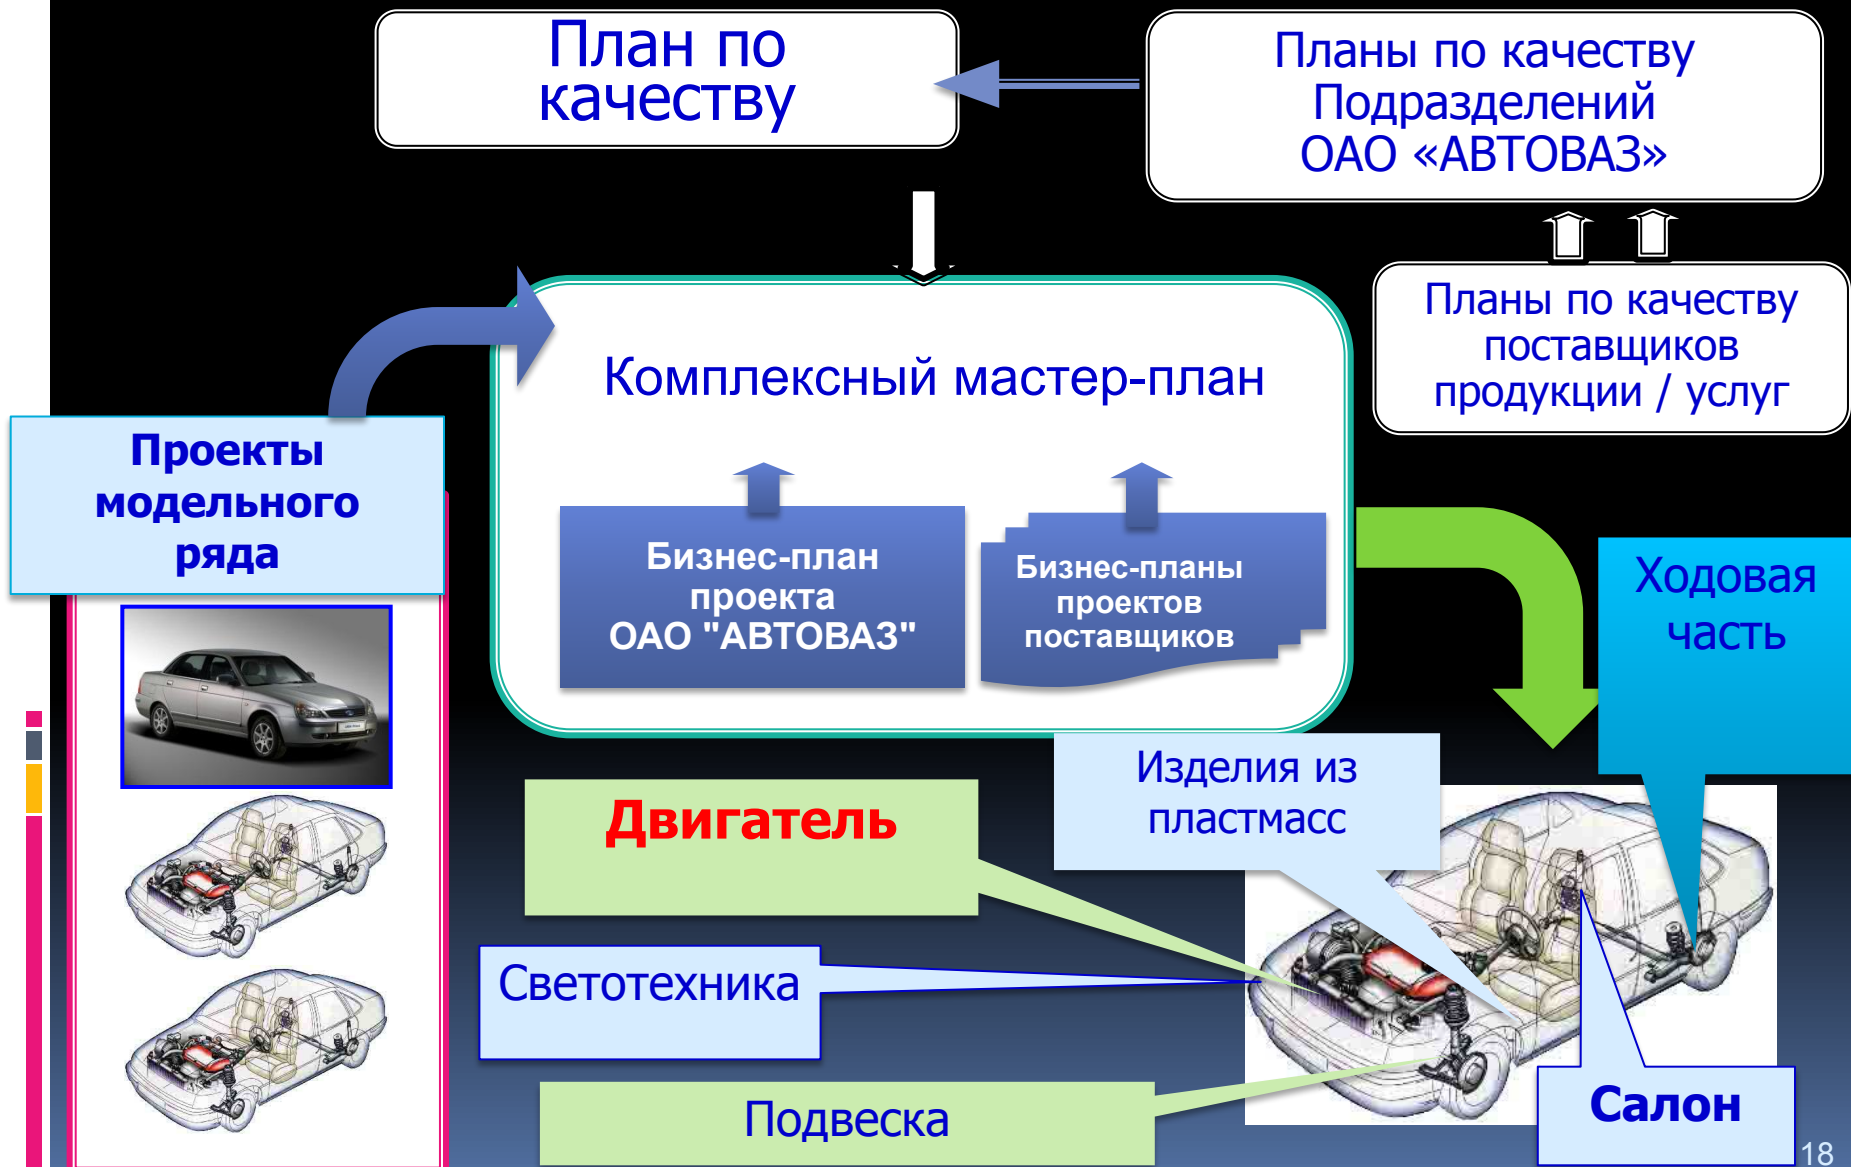 План по
качеству
Планы по качеству
Подразделений
ОАО «АВТОВАЗ»
Планы по качеству
поставщиков
продукции / услуг
Комплексный мастер-план
Проекты
модельного
ряда
Бизнес-план
проекта
ОАО "АВТОВАЗ"
Бизнес-планы
проектов
поставщиков
Ходовая
часть
Изделия из
пластмасс
Двигатель
Светотехника
Подвеска
Салон
18